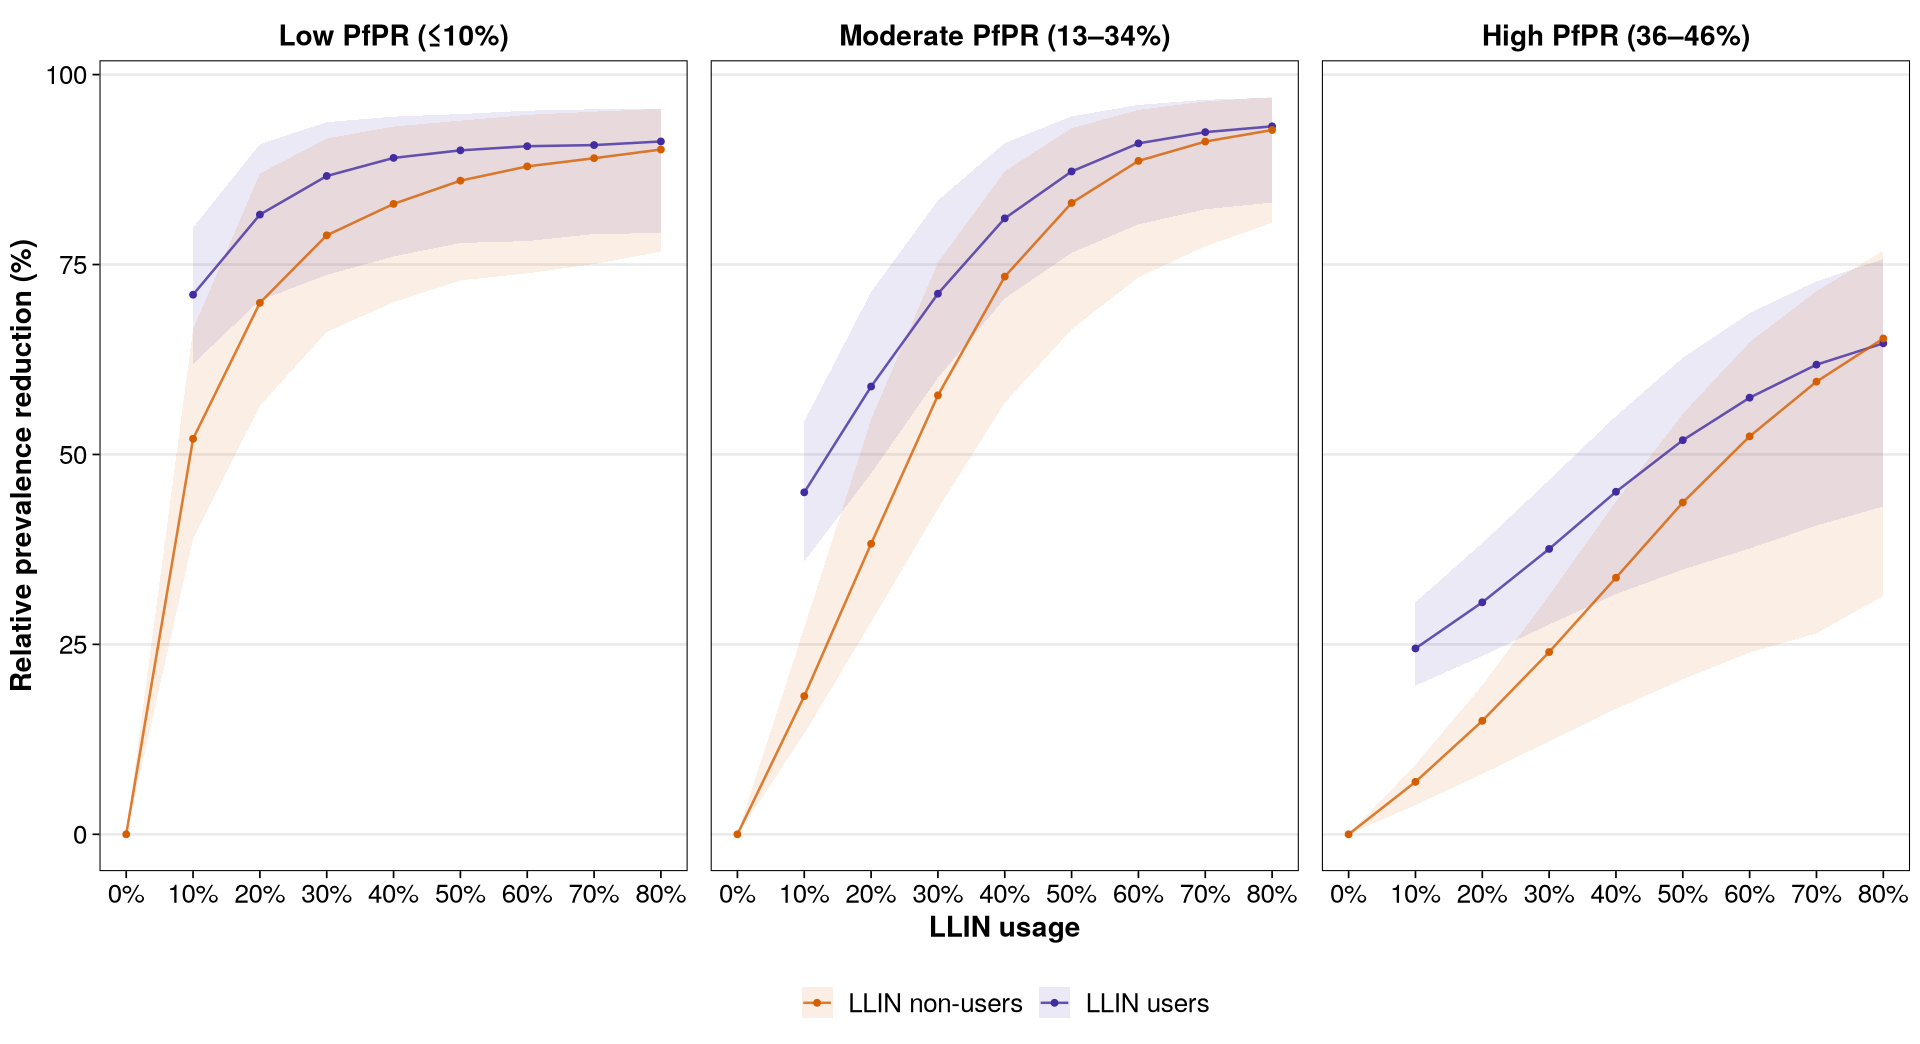 Low PfPR (≤10%)
Moderate PfPR (13–34%)
High PfPR (36–46%)
Relative prevalence reduction (%)
100
75
50
25
0
0% 10% 20% 30% 40% 50% 60% 70% 80%
0% 10% 20% 30% 40% 50% 60% 70% 80%
0% 10% 20% 30% 40% 50% 60% 70% 80%
LLIN usage
LLIN non-users
LLIN users